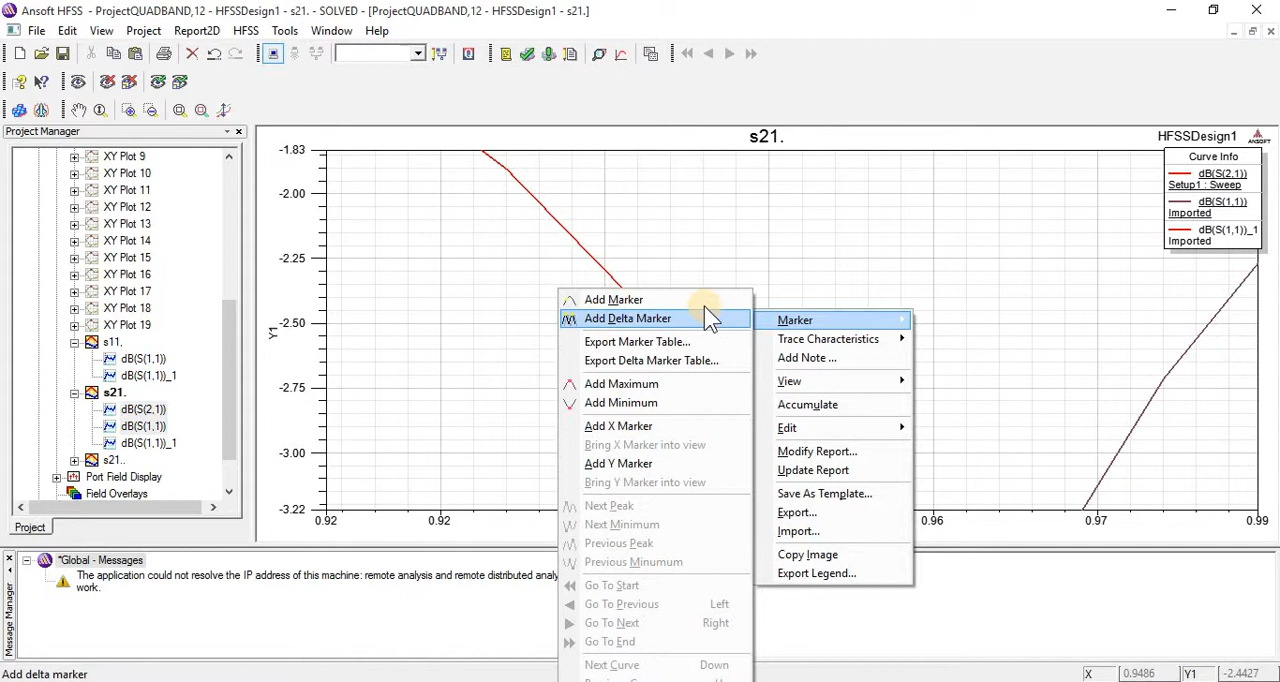 Ansoft HFSS - ProjectQUADBAND,12 - HFSSDesign1 - s21. - SOLVED - [ProjectQUADBAND,12 - HFSSDesign1 - s21.]
File Edit View Project Report2D HFSS Tools Window Help
Project Manager
XY Plot 9
XY Plot 10
XY Plot 11
XY Plot 12
XY Plot 13
XY Plot 14
XY Plot 15
XY Plot 16
XY Plot 17
XY Plot 18
XY Plot 19
s11.
dB(S(1,1))
dB(S(1,1))_1
s21.
dB(S(2,1))
dB(S(1,1))
dB(S(1,1))_1
s21..
Port Field Display
Field Overlays
Project
s21.
HFSSDesign1
ANSOFT
Curve Info
dB(S(2,1))
Setup1 : Sweep
dB(S(1,1))
Imported
dB(S(1,1))_1
Imported
Y1
-1.83
-2.00
-2.25
-2.50
-2.75
-3.00
-3.22
0.92 0.92 0.96 0.97 0.99
Add Marker
Add Delta Marker
Export Marker Table...
Export Delta Marker Table...
Add Maximum
Add Minimum
Add X Marker
Bring X Marker into view
Add Y Marker
Bring Y Marker into view
Next Peak
Next Minimum
Previous Peak
Previous Minumum
Go To Start
Go To Previous Left
Go To Next Right
Go To End
Next Curve Down
Marker
Trace Characteristics
Add Note ...
View
Accumulate
Edit
Modify Report...
Update Report
Save As Template...
Export...
Import...
Copy Image
Export Legend...
Message Manager
*Global - Messages
The application could not resolve the IP address of this machine: remote analysis and remote distributed
work.
Add delta marker
X 0.9486 Y1 -2.4427